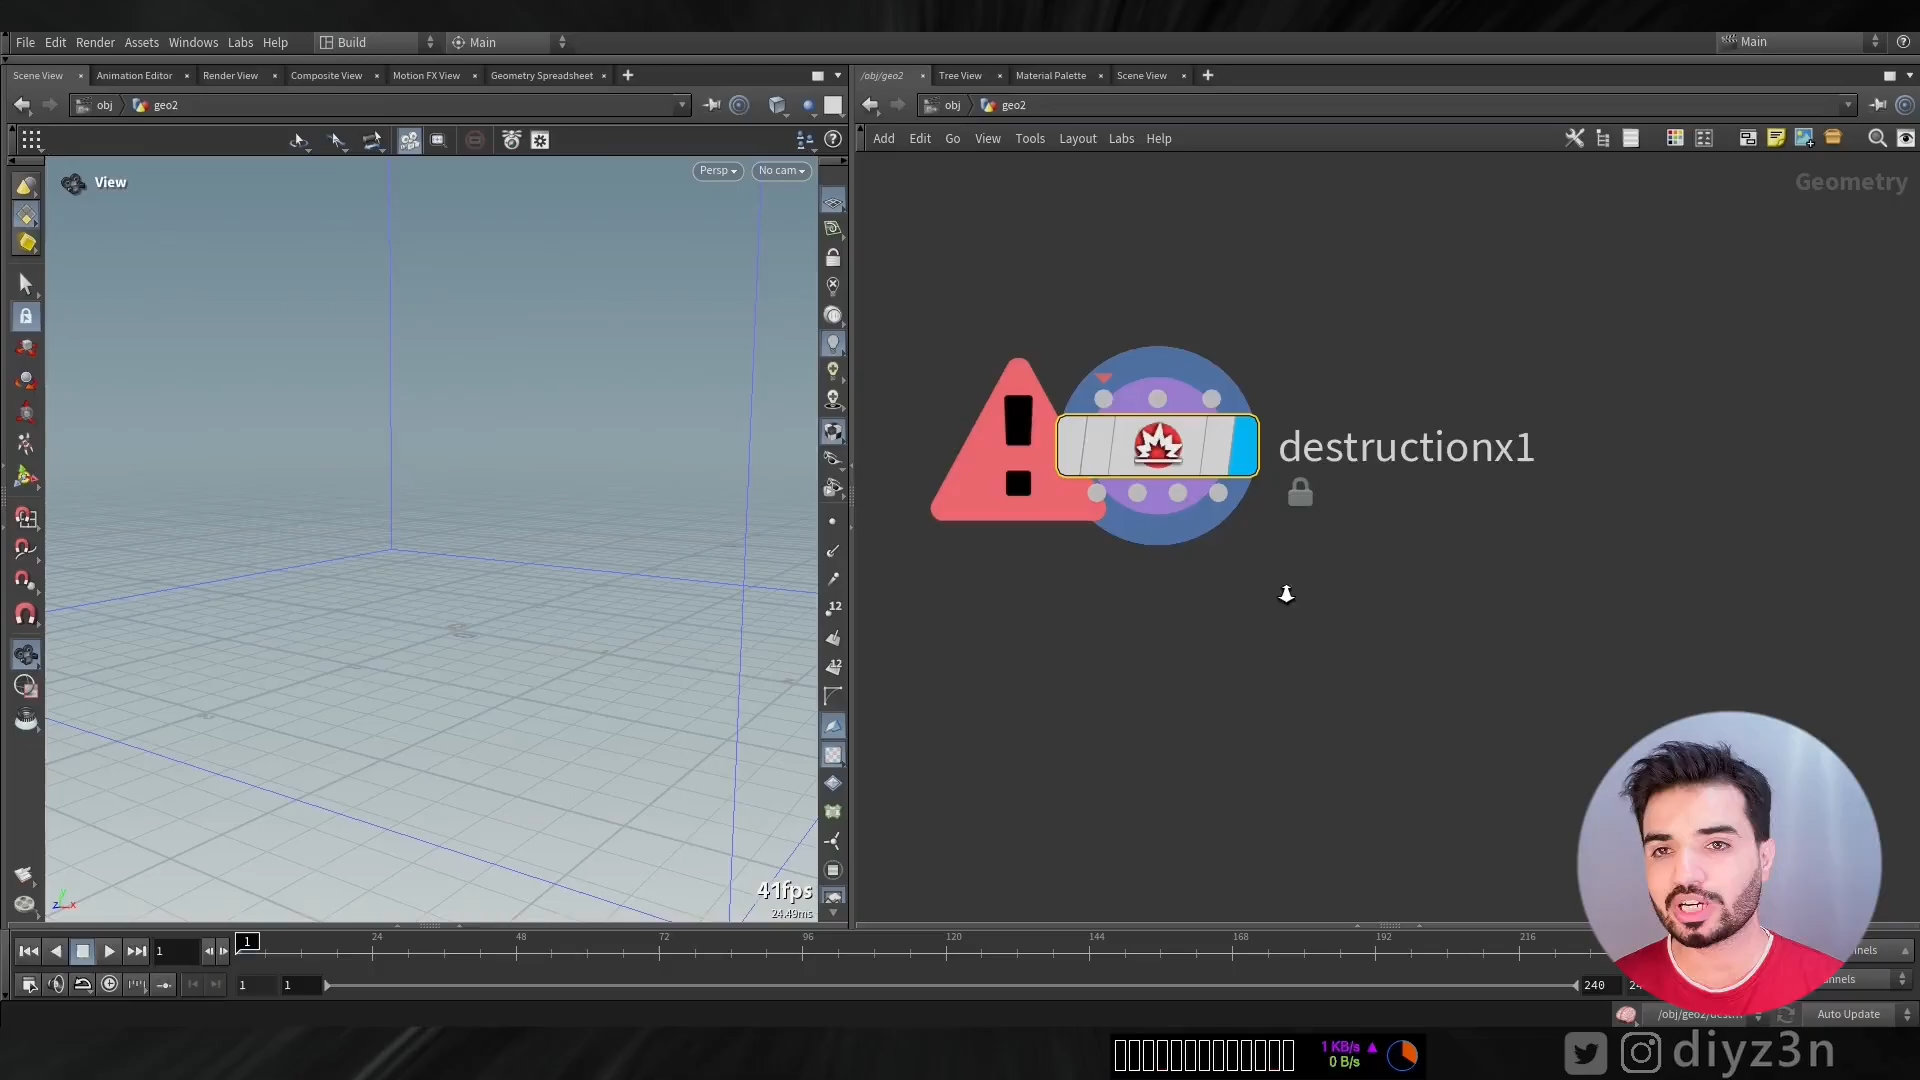 File Edit Render Assets Windows Labs Help Build Main Main
Scene View Animation Editor Render View Composite View Motion FX View Geometry Spreadsheet /obj/geo2 Tree View Material Palette Scene View
obj geo2 obj geo2
Add Edit Go View Tools Layout Labs Help
View Persp No cam
Geometry
destructionx1
12
12
41fps
24.49ms
1 1 24 48 72 96 120 144 168 192 216
1 1 240
Auto Update
1 KB/s
0 B/s
diyz3n